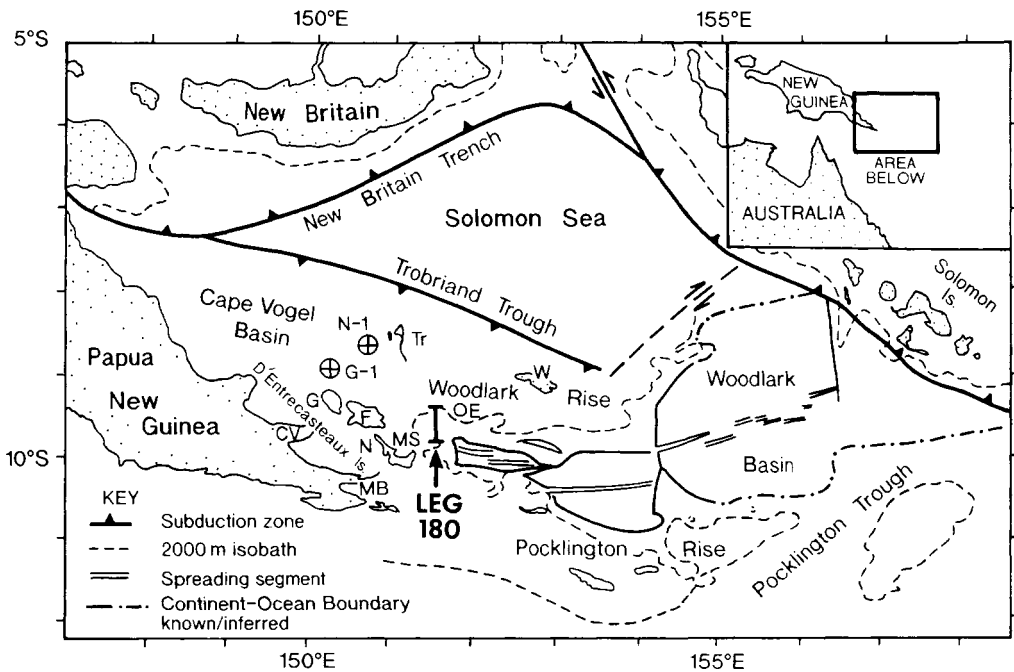 150°E
155°E
5°S
New Britain
NEW
GUINEA
AREA
BELOW
AUSTRALIA
New Britain Trench
Solomon Sea
Trobriand Trough
Solomon
Is
Cape Vogel
Basin
N-1
Tr
G-1
Papua
New
Guinea
D'Entrecasteaux Is
G
F
W
Woodlark
Rise
OE
Woodlark
Basin
CV
N
MS
MB
10°S
LEG
180
Pocklington
Rise
Pocklington Trough
KEY
Subduction zone
2000 m isobath
Spreading segment
Continent-Ocean Boundary
known/inferred
150°E
155°E